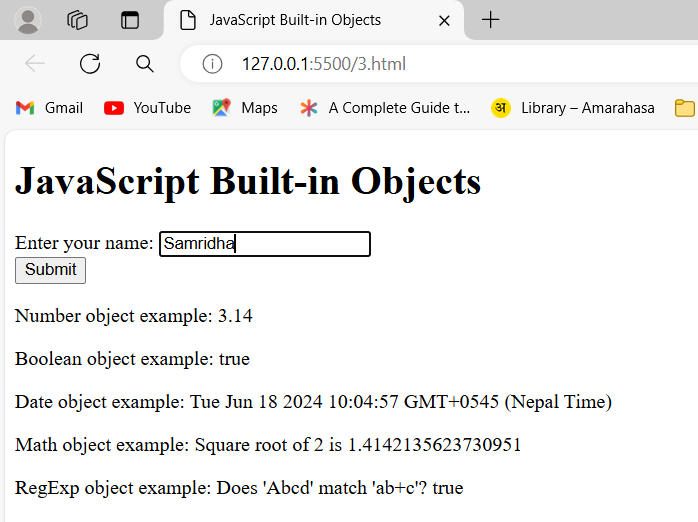 JavaScript Built-in Objects
127.0.0.1:5500/3.html
Gmail YouTube Maps A Complete Guide t... अ Library – Amarahasa
JavaScript Built-in Objects
Enter your name: Samridha
Submit
Number object example: 3.14
Boolean object example: true
Date object example: Tue Jun 18 2024 10:04:57 GMT+0545 (Nepal Time)
Math object example: Square root of 2 is 1.4142135623730951
RegExp object example: Does 'Abcd' match 'ab+c'? true